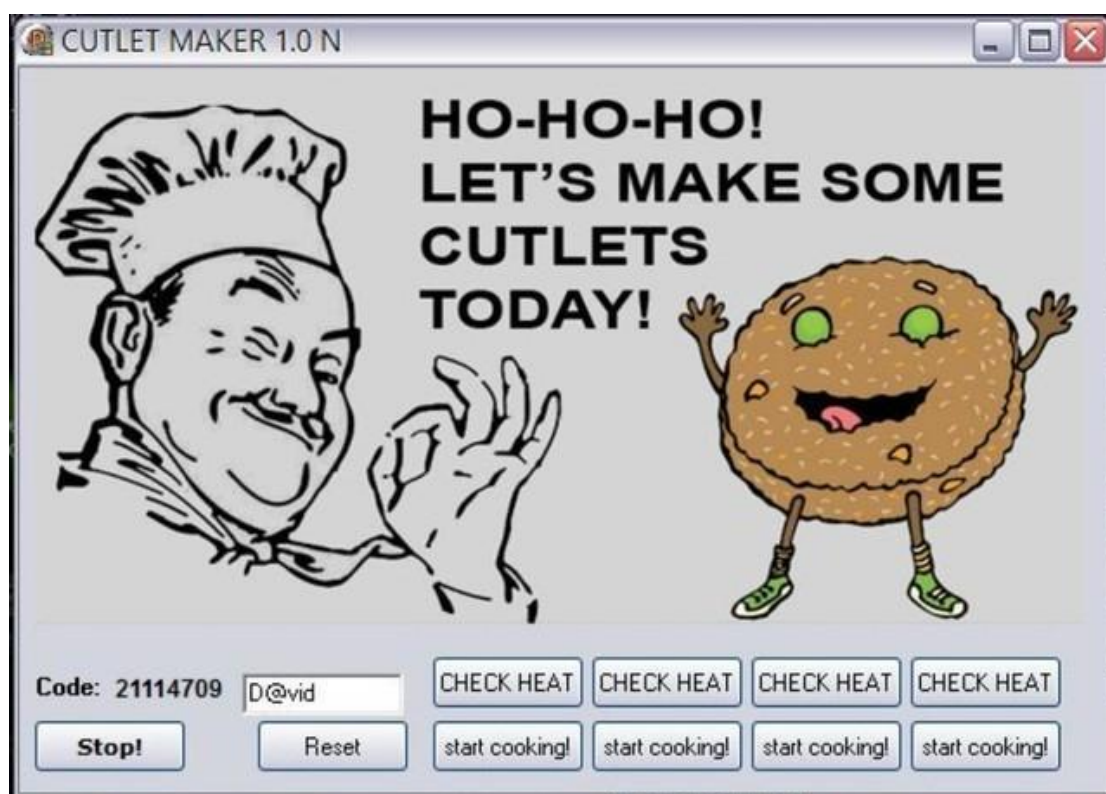 CUTLET MAKER 1.0 N
HO-HO-HO!
LET'S MAKE SOME
CUTLETS
TODAY!
Code: 21114709 D@vid
CHECK HEAT CHECK HEAT CHECK HEAT CHECK HEAT
Stop! Reset start cooking! start cooking! start cooking! start cooking!